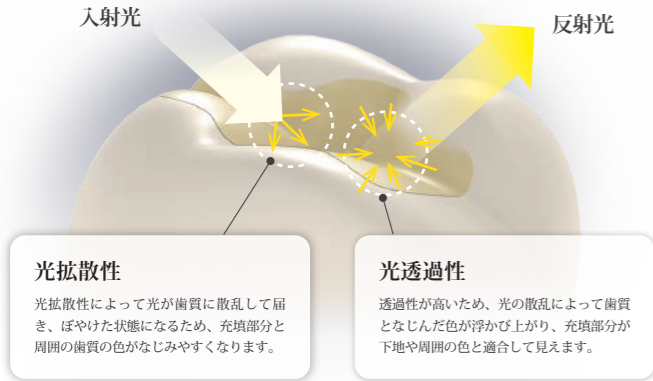 入射光
反射光
光拡散性
光拡散性によって光が歯質に散乱して届
き、ぼやけた状態になるため、充填部分と
周囲の歯質の色がなじみやすくなります。
光透過性
透過性が高いため、光の散乱によって歯質
となじんだ色が浮かび上がり、充填部分が
下地や周囲の色と適合して見えます。